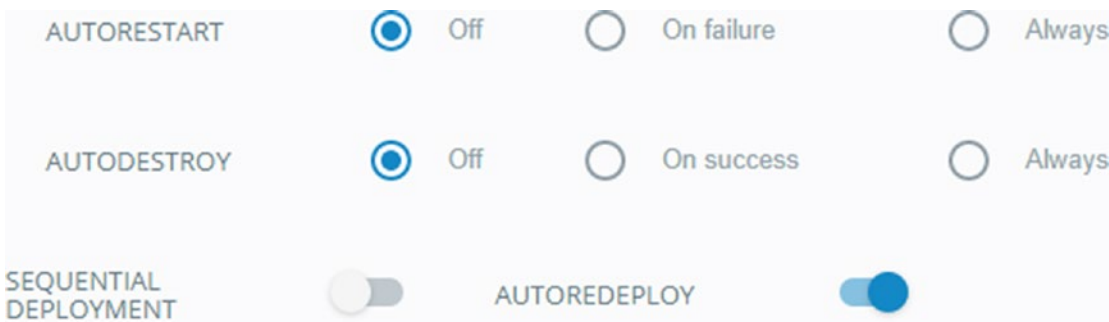 AUTORESTART Off On failure Always
AUTODESTROY Off On success Always
SEQUENTIAL
DEPLOYMENT AUTOREDEPLOY